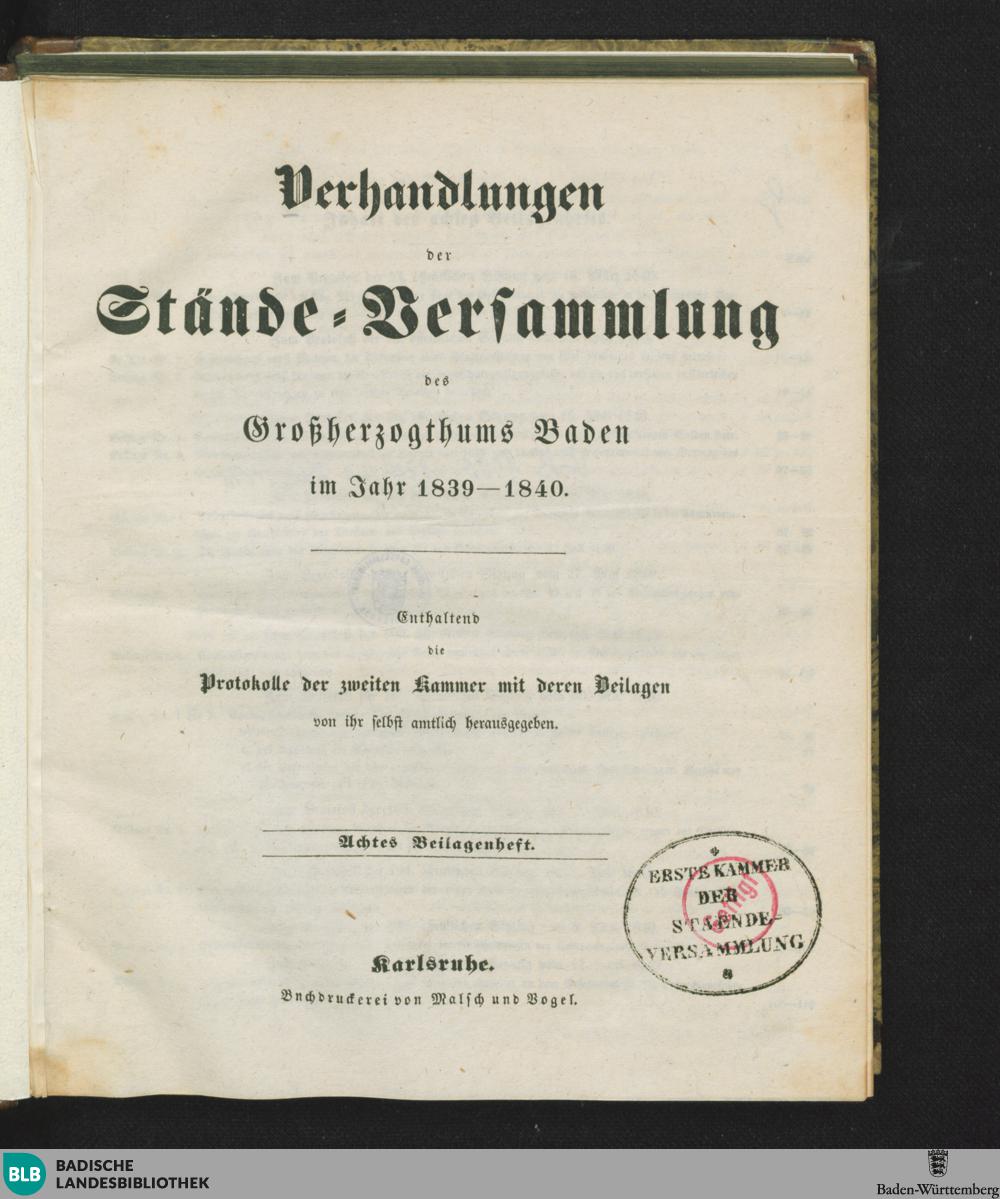 Verhandlungen
der
Stände-Versammlung
des
Großherzogthums Baden
im Jahr 1839—1840.
Enthaltend
die
Protokolle der zweiten Kammer mit deren Beilagen
von ihr selbst amtlich herausgegeben.
Achtes Beilagenheft.
ERSTE KAMMER
DER
STAENDE-
VERSAMMLUNG
Getilgt
Karlsruhe.
Buchdruckerei von Malsch und Vogel.
BLB BADISCHE
LANDESBIBLIOTHEK
Baden-Württemberg